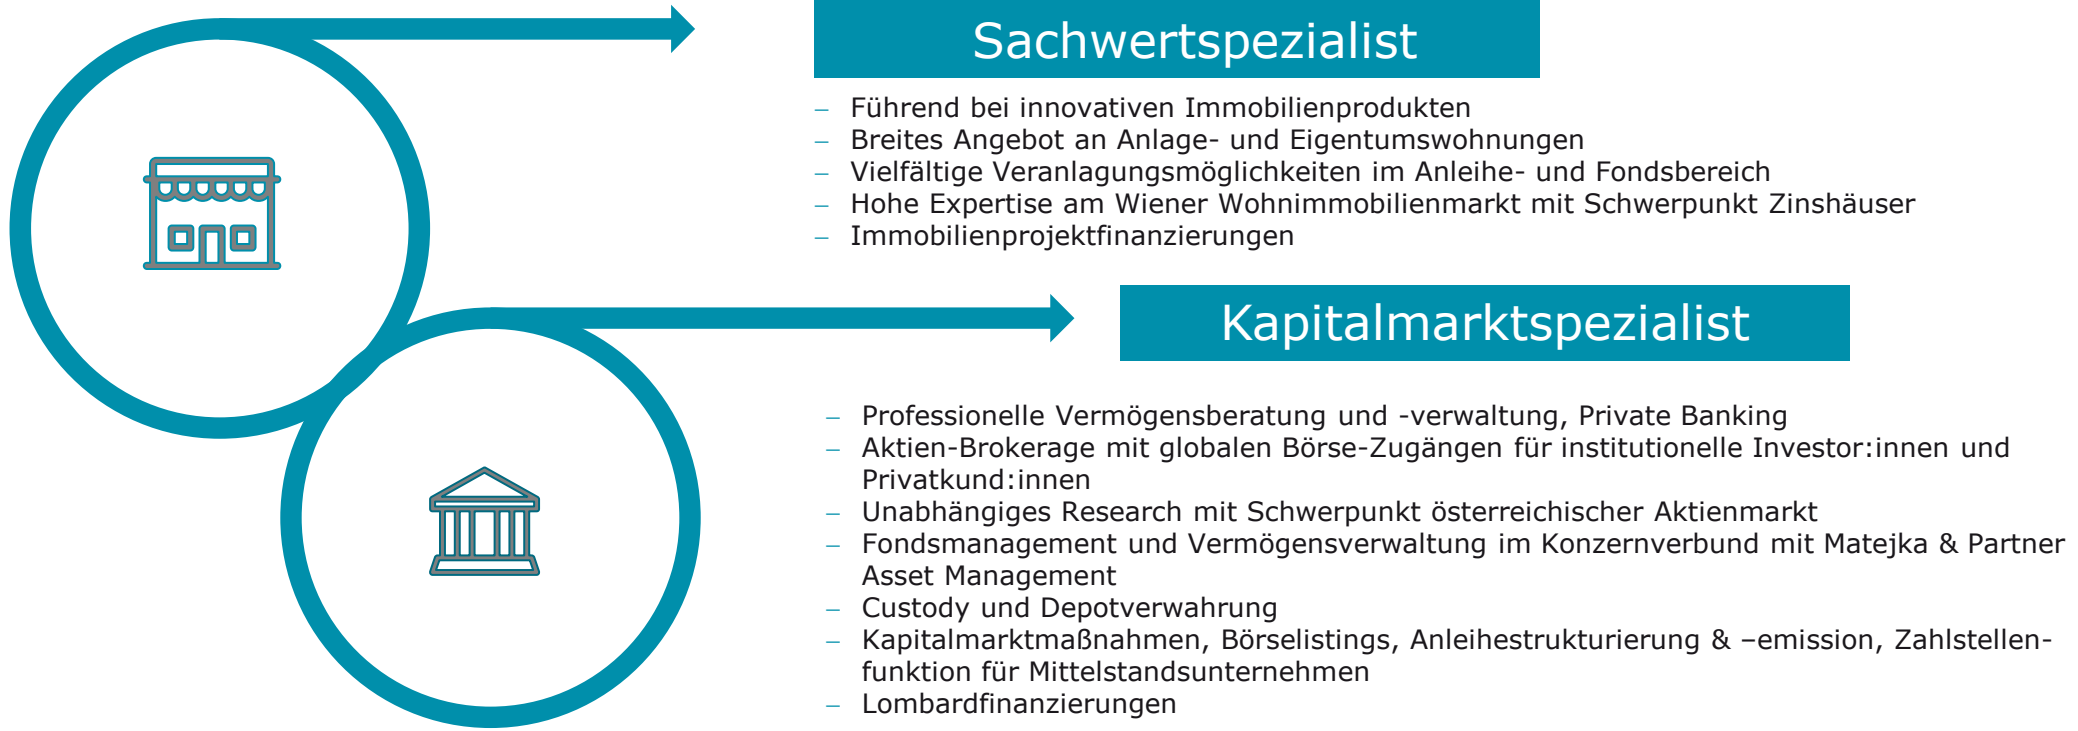 Sachwertspezialist
– Führend bei innovativen Immobilienprodukten
– Breites Angebot an Anlage- und Eigentumswohnungen
– Vielfältige Veranlagungsmöglichkeiten im Anleihe- und Fondsbereich
– Hohe Expertise am Wiener Wohnimmobilienmarkt mit Schwerpunkt Zinshäuser
– Immobilienprojektfinanzierungen
Kapitalmarktspezialist
– Professionelle Vermögensberatung und -verwaltung, Private Banking
– Aktien-Brokerage mit globalen Börse-Zugängen für institutionelle Investor:innen und
Privatkund:innen
– Unabhängiges Research mit Schwerpunkt österreichischer Aktienmarkt
– Fondsmanagement und Vermögensverwaltung im Konzernverbund mit Matejka & Partner
Asset Management
– Custody und Depotverwahrung
– Kapitalmarktmaßnahmen, Börselistings, Anleihestrukturierung & –emission, Zahlstellen-
funktion für Mittelstandsunternehmen
– Lombardfinanzierungen